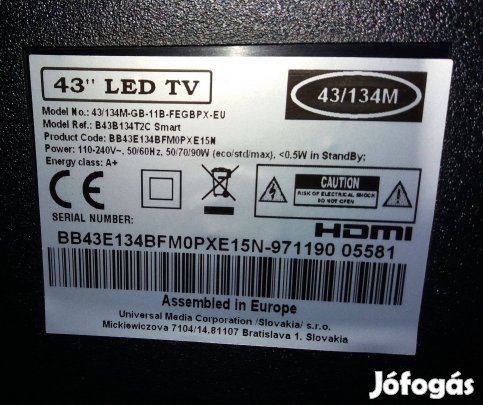 43" LED TV
43/134M
Model No.: 43/134M-GB-11B-FEGBPX-EU
Model Ref.: B43B134T2C Smart
Product Code.: BB43E134BFM0PXE15N
Power: 110-240V~, 50/60Hz, 50/70/90W (eco/std/max), <0.5W in StandBy;
Energy class: A+
CE
CAUTION
RISK OF ELECTRICAL SHOCK
DO NOT OPEN
SERIAL NUMBER:
HDMI
BB43E134BFM0PXE15N-971190 05581
Assembled in Europe
Universal Media Corporation /Slovakia/ s.r.o.
Mickiewiczova 7104/14.81107 Bratislava 1. Slovakia
Jófogás